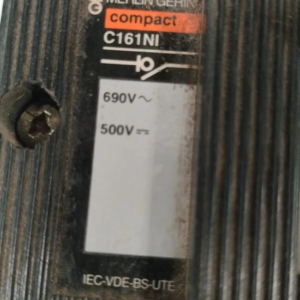 MERLIN GERIN
compact
C161NI
690V～
500V⎓
IEC-VDE-BS-UTE